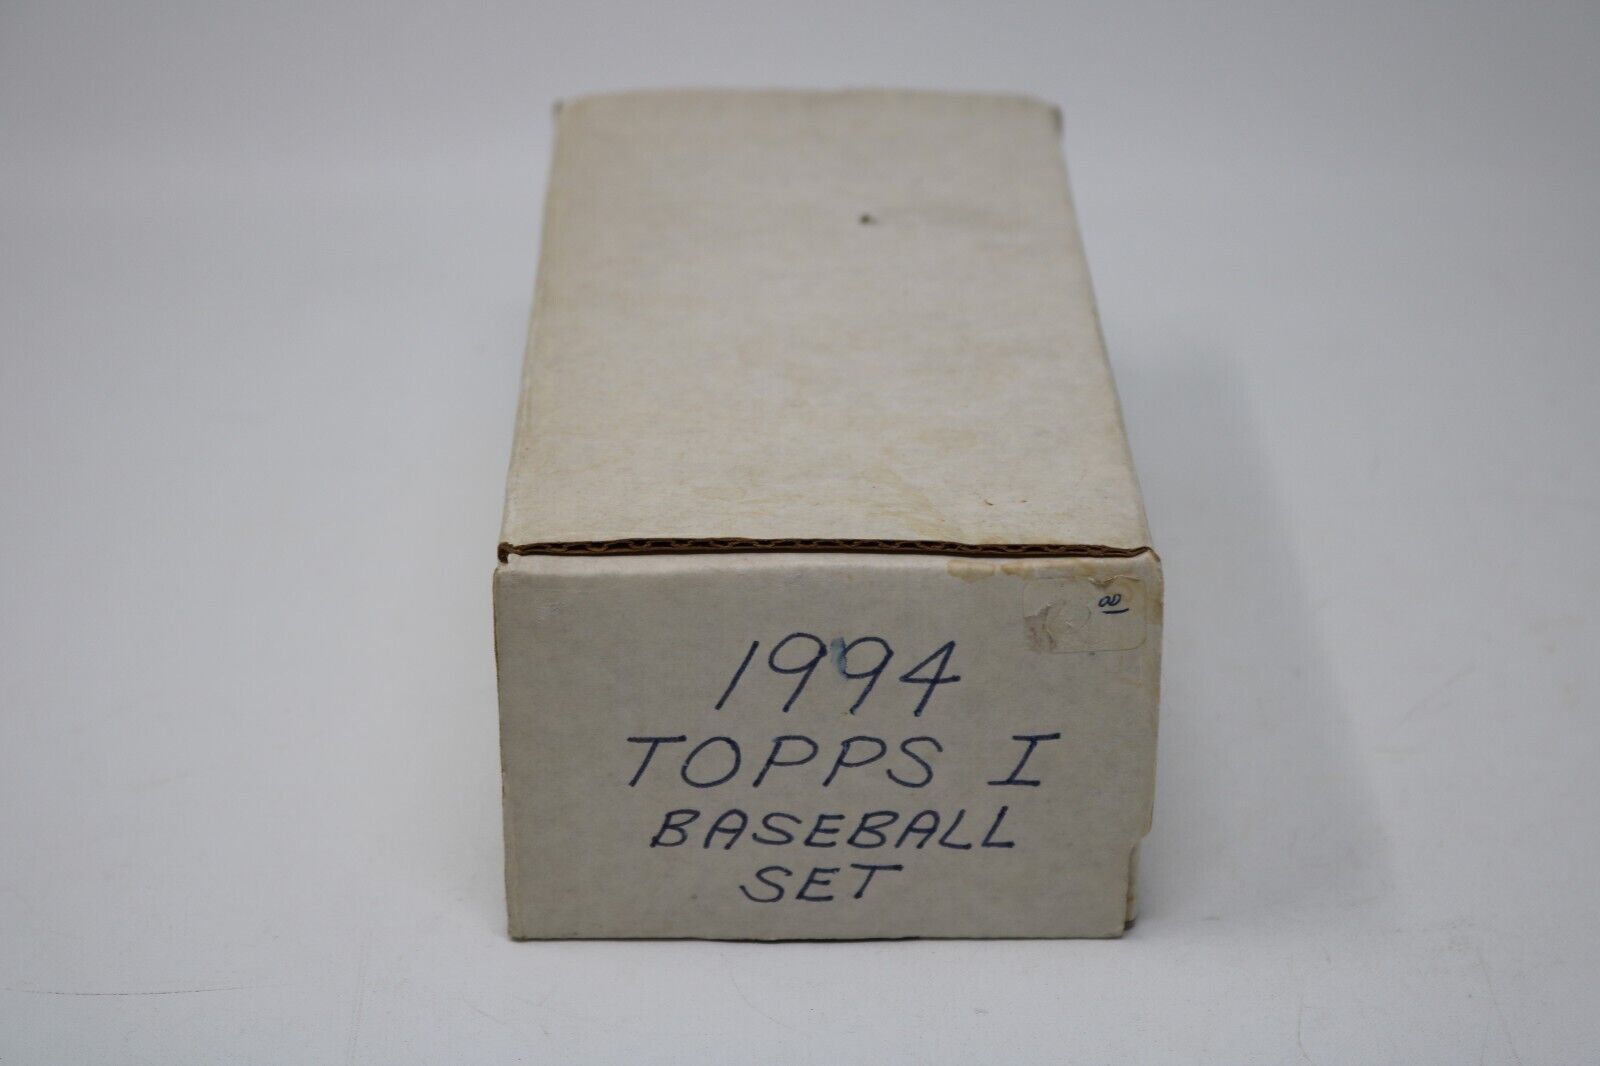 1994
TOPPS I
BASEBALL
SET